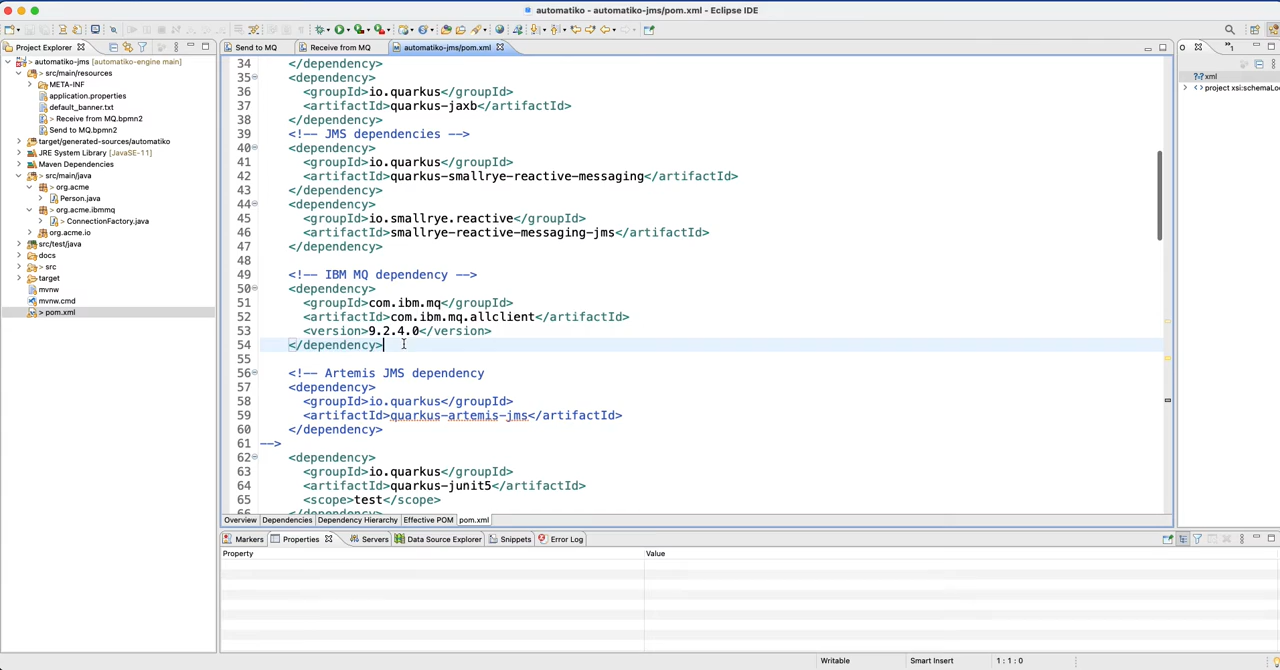 automatiko - automatiko-jms/pom.xml - Eclipse IDE
Project Explorer
Send to MQ
Receive from MQ
automatiko-jms/pom.xml
automatiko-jms [automatiko-engine main]
src/main/resources
META-INF
application.properties
default_banner.txt
> Receive from MQ.bpmn2
Send to MQ.bpmn2
target/generated-sources/automatiko
JRE System Library [JavaSE-11]
Maven Dependencies
> src/main/java
> org.acme
Person.java
> org.acme.ibmmq
> ConnectionFactory.java
org.acme.io
src/test/java
docs
> src
target
mvnw
mvnw.cmd
> pom.xml
34 </dependency>
35 <dependency>
36 <groupId>io.quarkus</groupId>
37 <artifactId>quarkus-jaxb</artifactId>
38 </dependency>
39 <!-- JMS dependencies -->
40 <dependency>
41 <groupId>io.quarkus</groupId>
42 <artifactId>quarkus-smallrye-reactive-messaging</artifactId>
43 </dependency>
44 <dependency>
45 <groupId>io.smallrye.reactive</groupId>
46 <artifactId>smallrye-reactive-messaging-jms</artifactId>
47 </dependency>
48
49 <!-- IBM MQ dependency -->
50 <dependency>
51 <groupId>com.ibm.mq</groupId>
52 <artifactId>com.ibm.mq.allclient</artifactId>
53 <version>9.2.4.0</version>
54 </dependency>
55
56 <!-- Artemis JMS dependency
57 <dependency>
58 <groupId>io.quarkus</groupId>
59 <artifactId>quarkus-artemis-jms</artifactId>
60 </dependency>
61 -->
62 <dependency>
63 <groupId>io.quarkus</groupId>
64 <artifactId>quarkus-junit5</artifactId>
65 <scope>test</scope>
66 </dependency>
Overview Dependencies Dependency Hierarchy Effective POM pom.xml
xml
project xsi:schemaLoc
Markers Properties Servers Data Source Explorer Snippets Error Log
Property Value
Writable Smart Insert 1 : 1 : 0